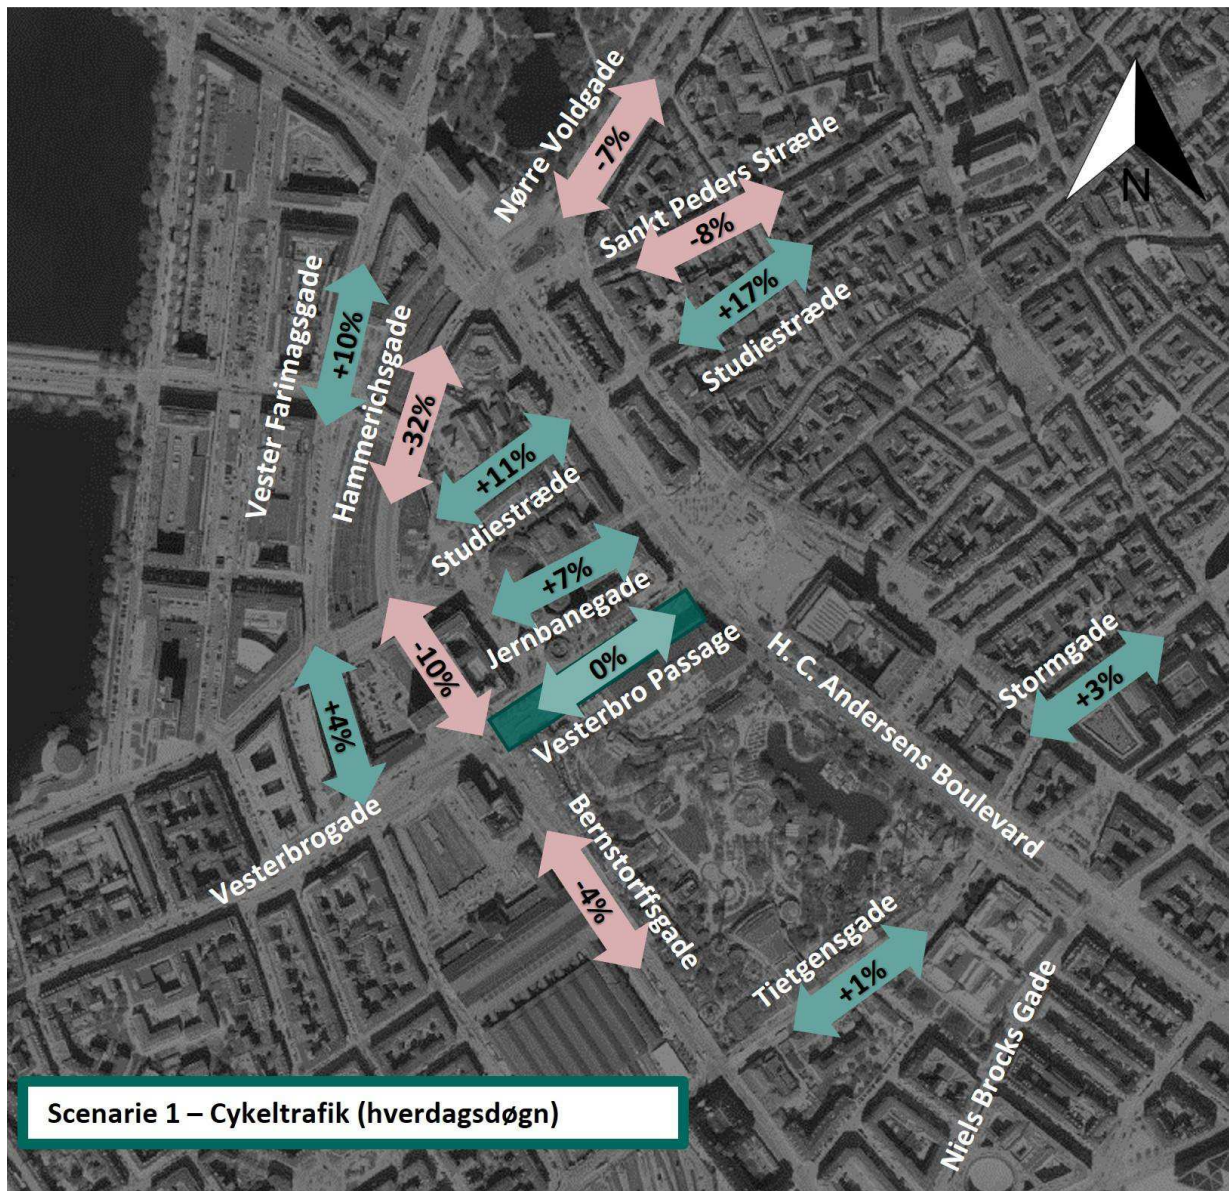 Nørre Voldgade
-7%
N
Sankt Peders Stræde
-8%
+17%
Studiestræde
Vester Farimagsgade
+10%
Hammerichsgade
-32%
+11%
Studiestræde
+7%
Jernbanegade
-10%
0%
Vesterbro Passage
+4%
Vesterbrogade
H. C. Andersens Boulevard
Stormgade
+3%
Bernstorffsgade
-4%
Tietgensgade
+1%
Niels Brocks Gade
Scenarie 1 – Cykeltrafik (hverdagsdøgn)